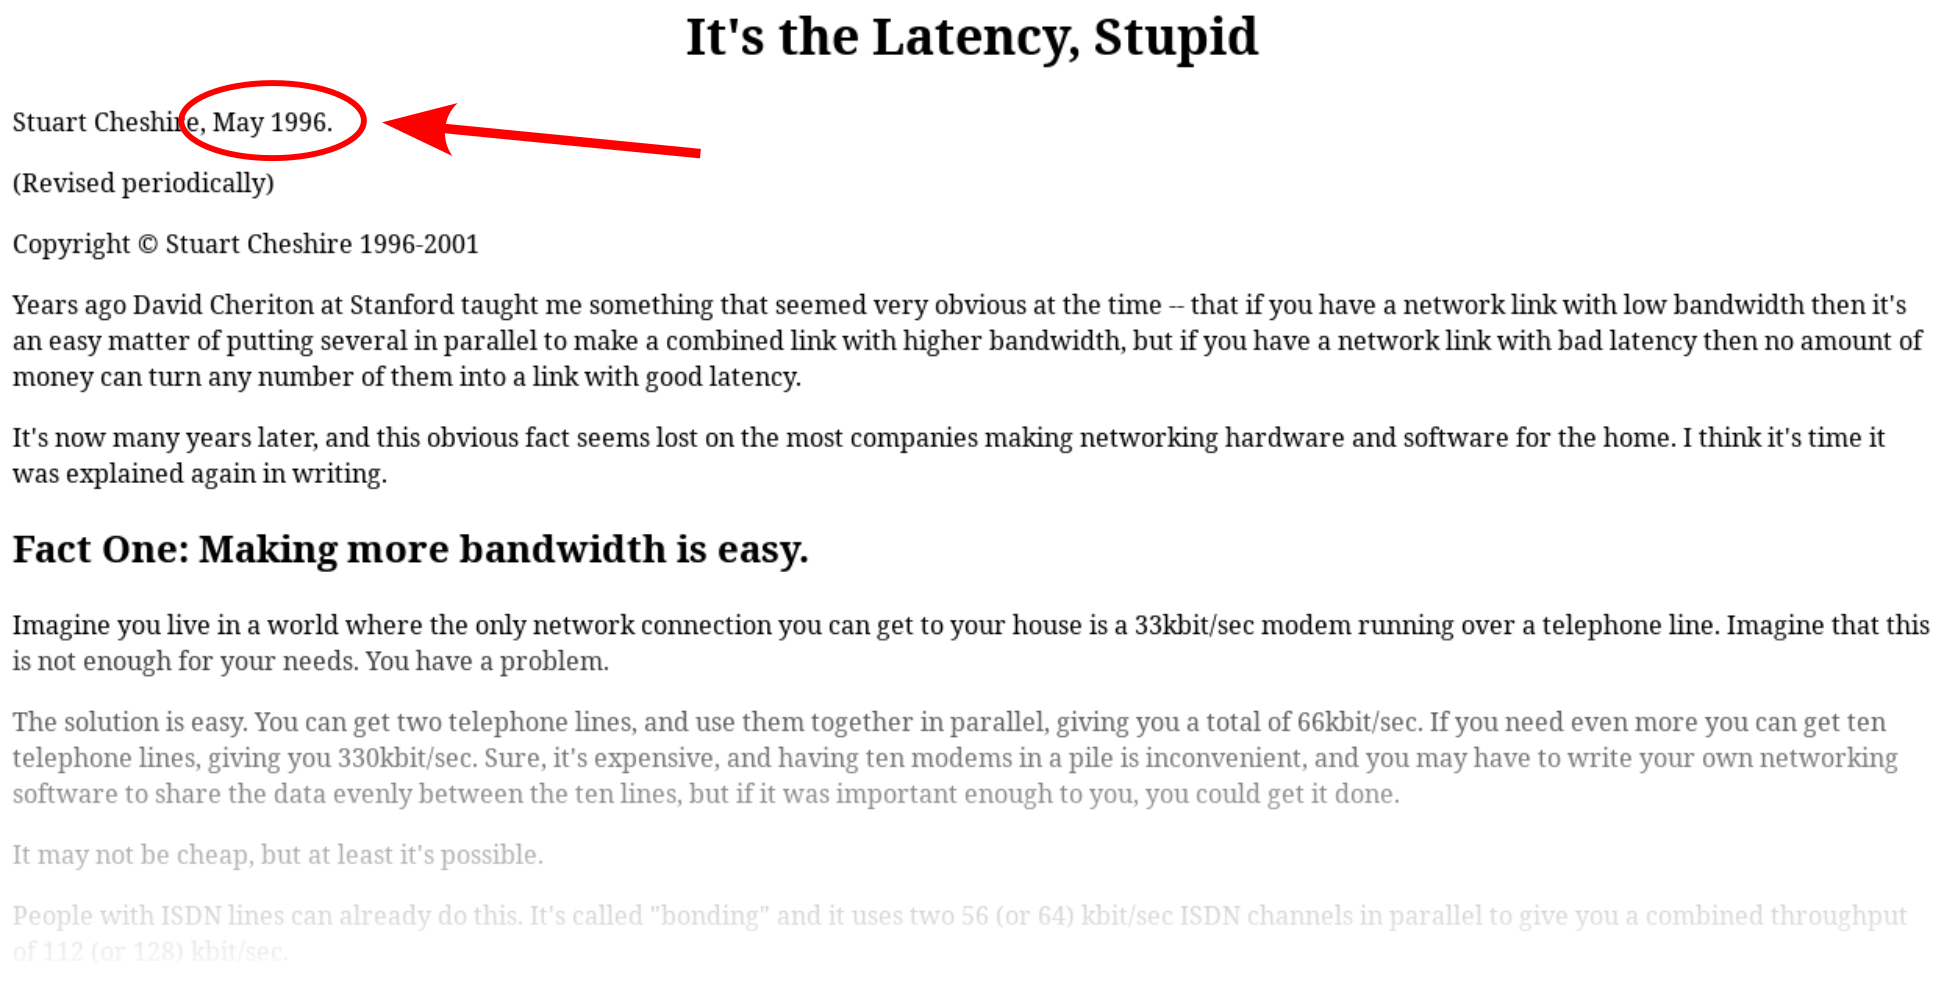 It's the Latency, Stupid
Stuart Cheshire, May 1996.
(Revised periodically)
Copyright © Stuart Cheshire 1996-2001
Years ago David Cheriton at Stanford taught me something that seemed very obvious at the time -- that if you have a network link with low bandwidth then it's
an easy matter of putting several in parallel to make a combined link with higher bandwidth, but if you have a network link with bad latency then no amount of
money can turn any number of them into a link with good latency.
It's now many years later, and this obvious fact seems lost on the most companies making networking hardware and software for the home. I think it's time it
was explained again in writing.
Fact One: Making more bandwidth is easy.
Imagine you live in a world where the only network connection you can get to your house is a 33kbit/sec modem running over a telephone line. Imagine that this
is not enough for your needs. You have a problem.
The solution is easy. You can get two telephone lines, and use them together in parallel, giving you a total of 66kbit/sec. If you need even more you can get ten
telephone lines, giving you 330kbit/sec. Sure, it's expensive, and having ten modems in a pile is inconvenient, and you may have to write your own networking
software to share the data evenly between the ten lines, but if it was important enough to you, you could get it done.
It may not be cheap, but at least it's possible.
People with ISDN lines can already do this. It's called "bonding" and it uses two 56 (or 64) kbit/sec ISDN channels in parallel to give you a combined throughput
of 112 (or 128) kbit/sec.